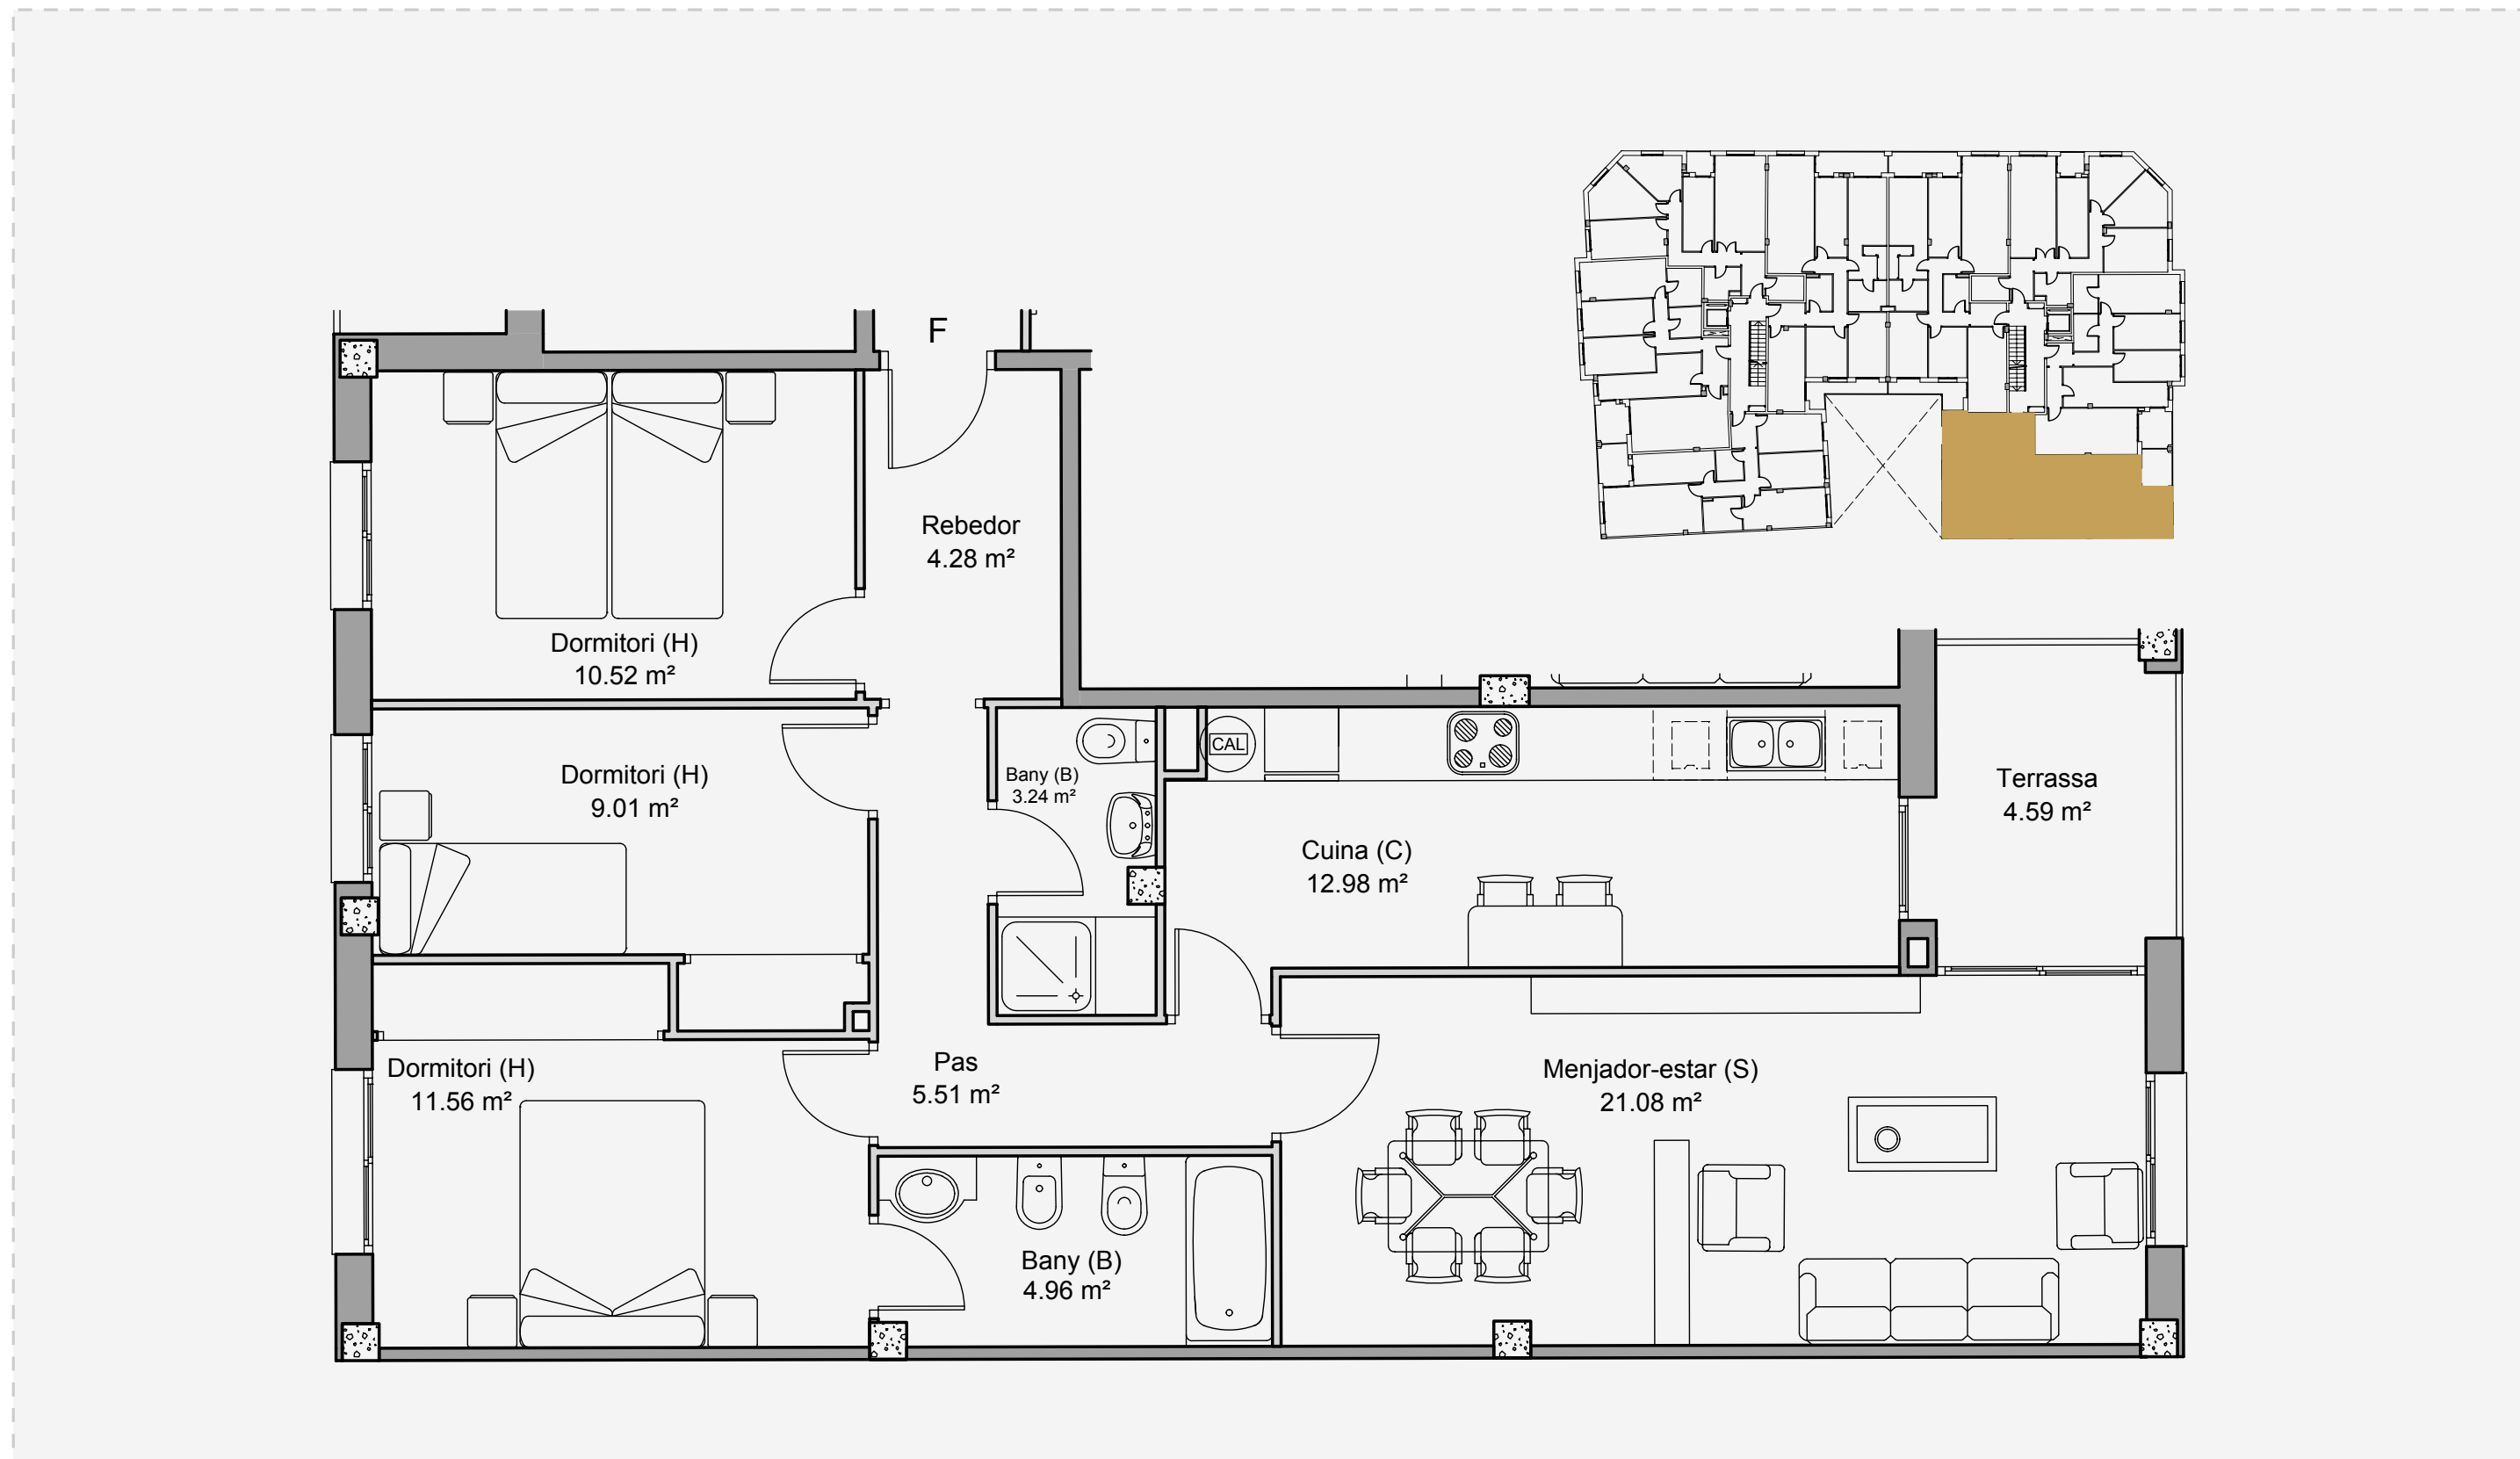 F
Rebedor
4.28 m²
Dormitori (H)
10.52 m²
Dormitori (H)
9.01 m²
Bany (B)
3.24 m²
CAL
Terrassa
4.59 m²
Cuina (C)
12.98 m²
Dormitori (H)
11.56 m²
Pas
5.51 m²
Menjador-estar (S)
21.08 m²
Bany (B)
4.96 m²